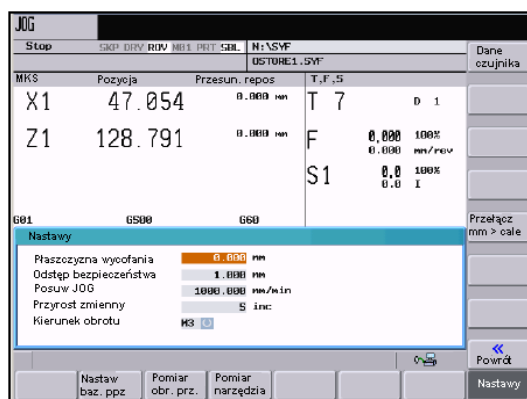 JOG
Stop SKP DRY ROV M01 PRT SBL N:\SYF
OSTORE1.SYF
Dane czujnika
MKS Pozycja Przesun. repos T,F,S
X1 47.054 0.000 mm T 7 D 1
Z1 128.791 0.000 mm F 0,000 100%
0.000 mm/rev
S1 0,0 100%
0.0 I
G01 G500 G60
Przełącz mm > cale
Nastawy
Płaszczyzna wycofania 0.000 mm
Odstęp bezpieczeństwa 1.000 mm
Posuw JOG 1000.000 mm/min
Przyrost zmienny 5 inc
Kierunek obrotu M3
Powrót
Nastaw baz. ppz
Pomiar obr. prz.
Pomiar narzędzia
Nastawy